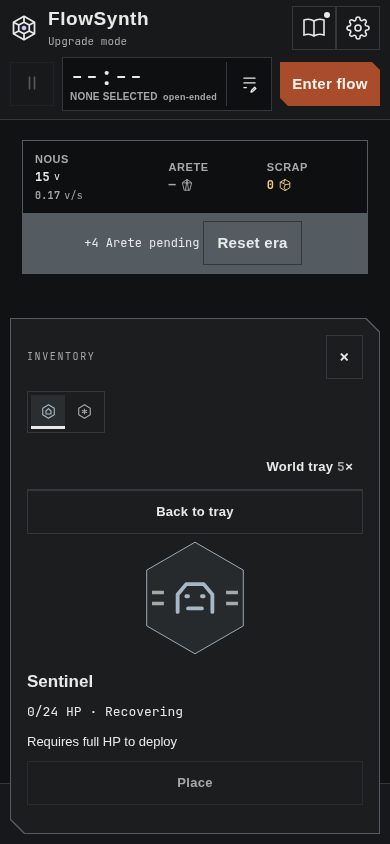 FlowSynth
Upgrade mode
--:--
NONE SELECTED open-ended
Enter flow
NOUS
15 v
0.17 v/s
ARETE
–
SCRAP
0
+4 Arete pending
Reset era
INVENTORY
×
World tray 5×
Back to tray
Sentinel
0/24 HP · Recovering
Requires full HP to deploy
Place